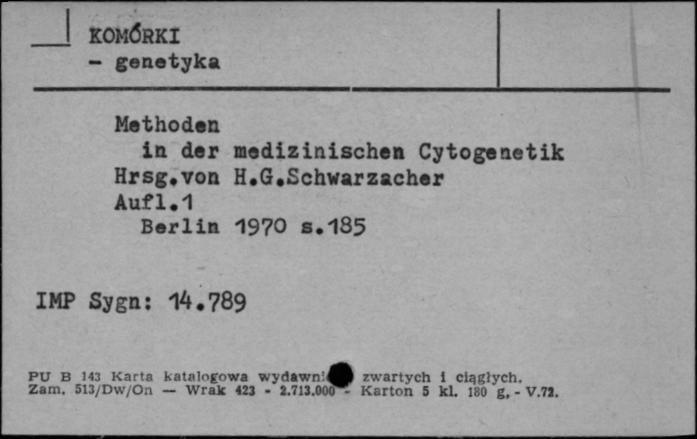 KOMÓRKI
- genetyka
Methoden
in der medizinischen Cytogenetik
Hrsg.von H.G.Schwarzacher
Aufl.1
Berlin 1970 s.185
IMP Sygn: 14.789
PU B 143 Karta katalogowa zwartych i ciągłych.
Zam. 513/Dw/On — Wrak 423 - 2.713.000 - Karton 5 kl. 180 g. - V.72.